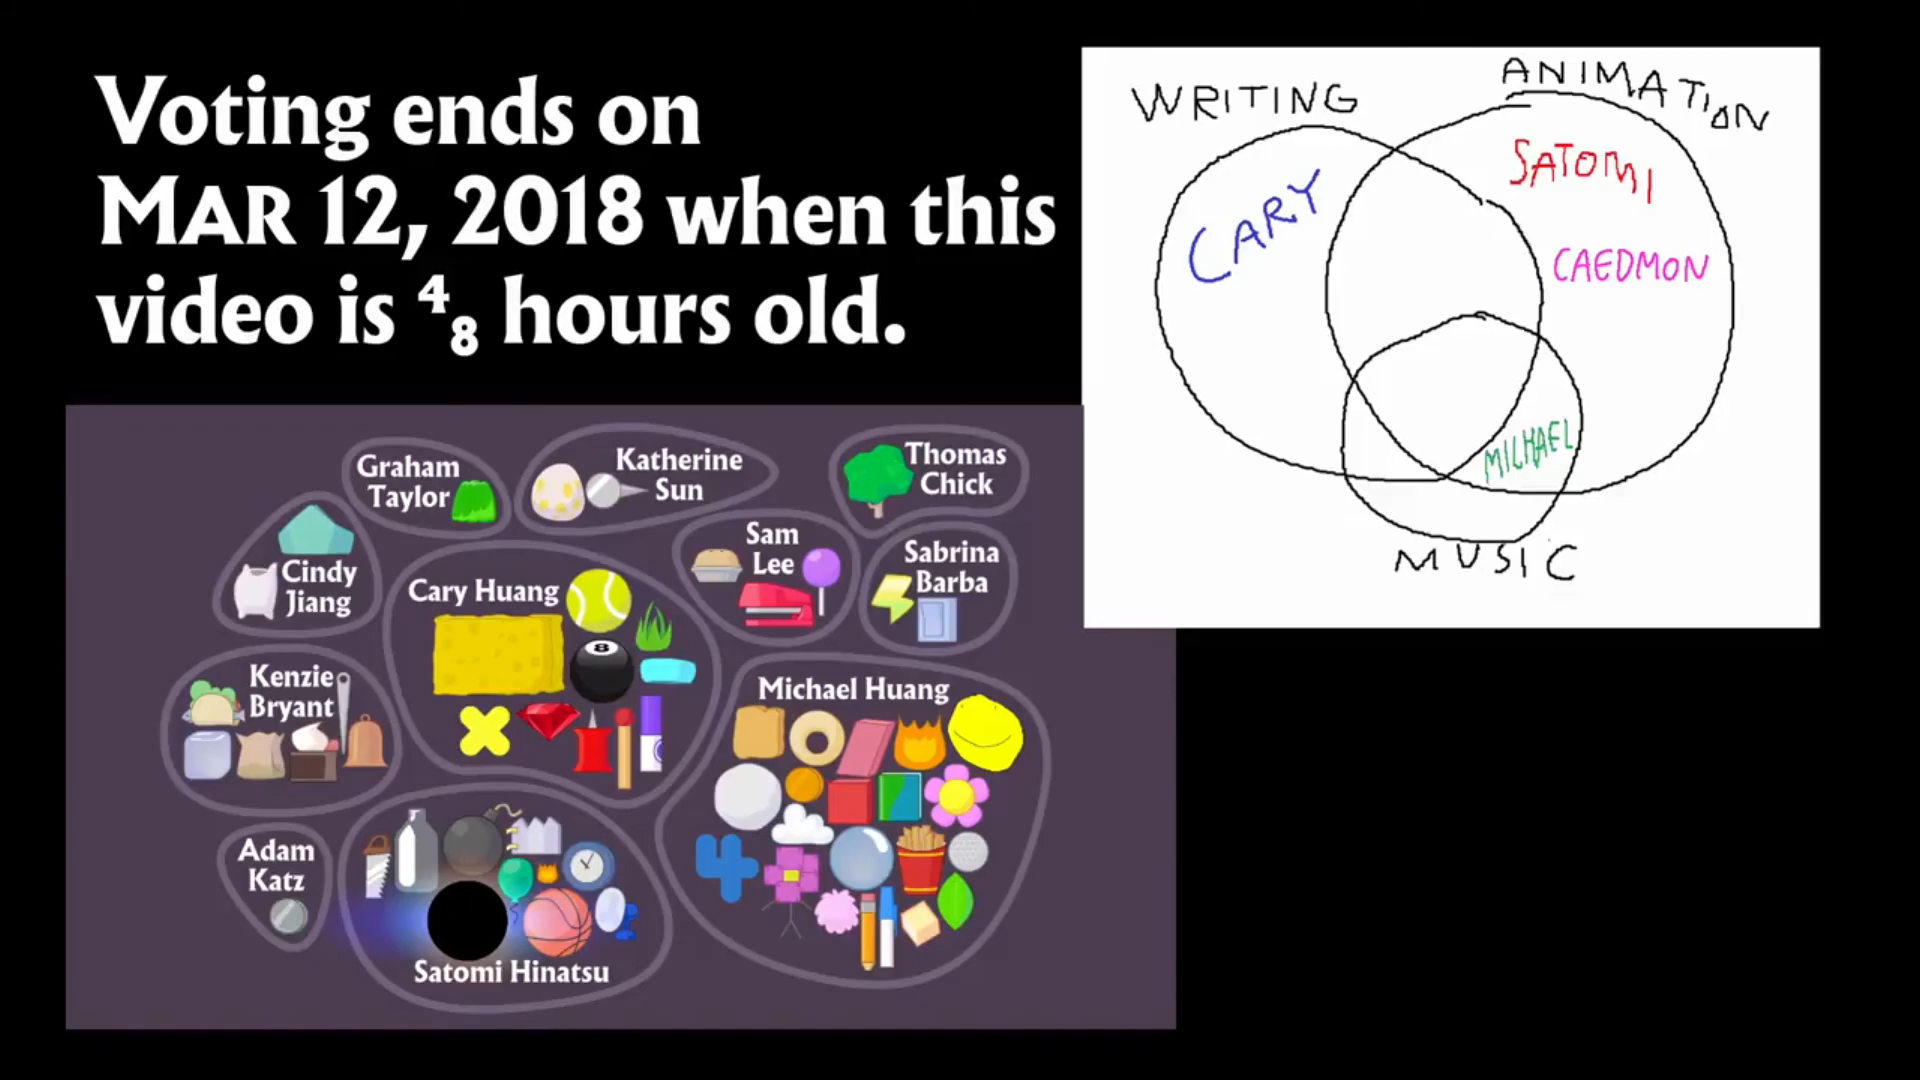 Voting ends on
MAR 12, 2018 when this
video is ⁴₈ hours old.
WRITING
ANIMATION
CARY
SATOMI
CAEDMON
MICHAEL
MUSIC
Graham
Taylor
Katherine
Sun
Thomas
Chick
Cindy
Jiang
Cary Huang
8
Sam
Lee
Sabrina
Barba
Kenzie
Bryant
Michael Huang
Adam
Katz
Satomi Hinatsu